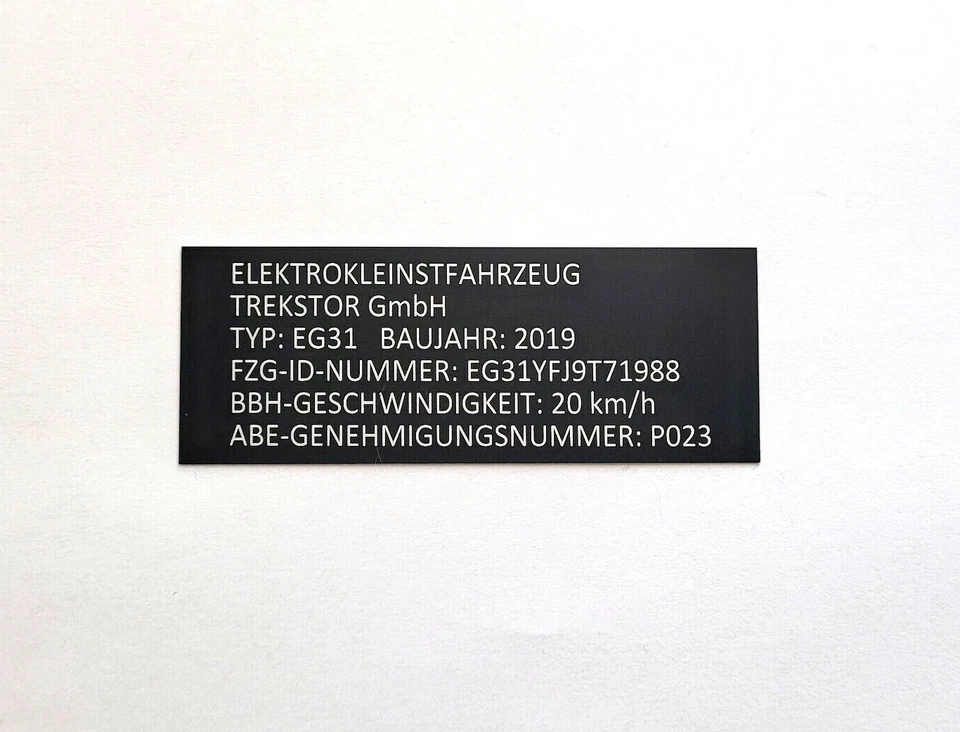 ELEKTROKLEINSTFAHRZEUG
TREKSTOR GmbH
TYP: EG31 BAUJAHR: 2019
FZG-ID-NUMMER: EG31YFJ9T71988
BBH-GESCHWINDIGKEIT: 20 km/h
ABE-GENEHMIGUNGSNUMMER: P023